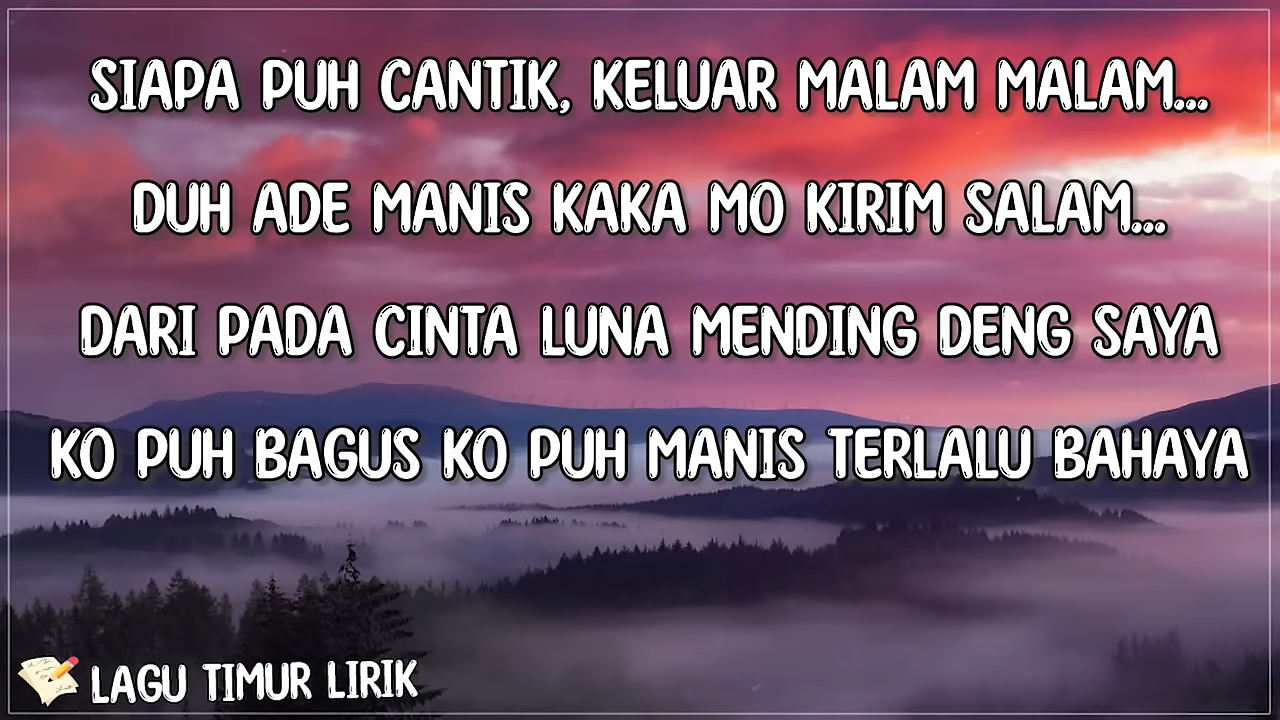 SIAPA PUH CANTIK, KELUAR MALAM MALAM...
DUH ADE MANIS KAKA MO KIRIM SALAM...
DARI PADA CINTA LUNA MENDING DENG SAYA
KO PUH BAGUS KO PUH MANIS TERLALU BAHAYA
LAGU TIMUR LIRIK